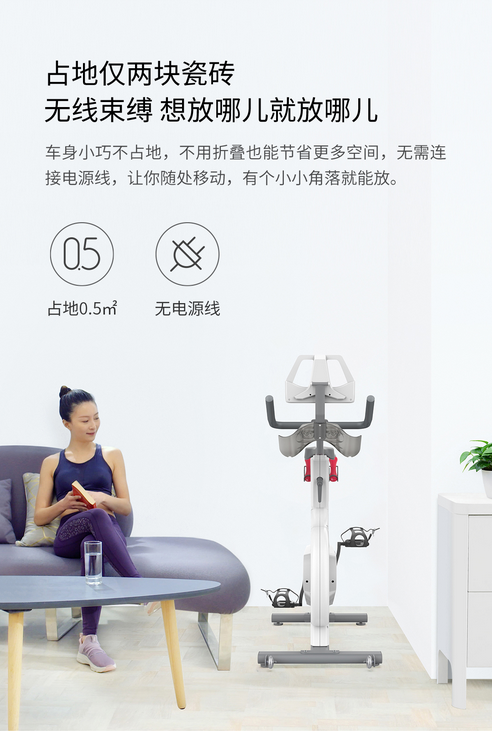 占地仅两块瓷砖
无线束缚 想放哪儿就放哪儿
车身小巧不占地，不用折叠也能节省更多空间，无需连
接电源线，让你随处移动，有个小小角落就能放。
0.5
占地0.5㎡
无电源线